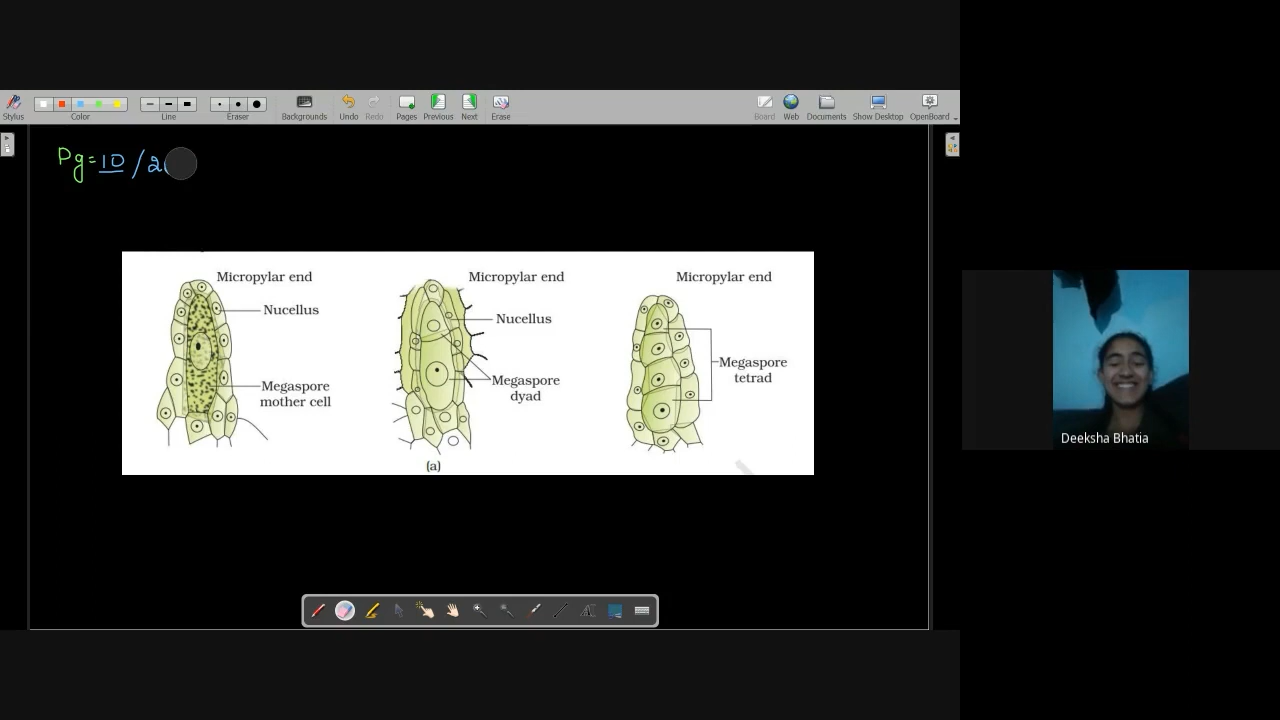 Stylus
Color
Line
Eraser
Backgrounds
Undo
Redo
Pages
Previous
Next
Erase
Board
Web
Documents
Show Desktop
OpenBoard
Pg=10/2
Micropylar end
Nucellus
Megaspore
mother cell
Micropylar end
Nucellus
Megaspore
dyad
(a)
Micropylar end
Megaspore
tetrad
Deeksha Bhatia